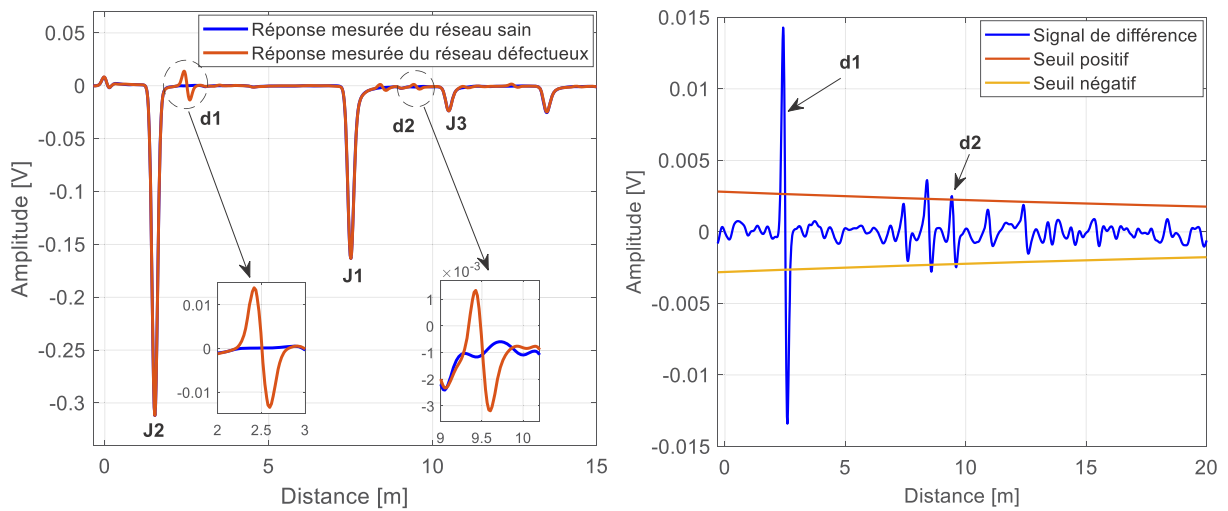 0.05
0
-0.05
-0.1
-0.15
-0.2
-0.25
-0.3
Amplitude [V]
Réponse mesurée du réseau sain
Réponse mesurée du réseau défectueux
d1
d2
J3
J1
J2
0.01
0
-0.01
2
2.5
3
×10⁻³
1
0
-1
-2
-3
9
9.5
10
0
5
10
15
Distance [m]
0.015
0.01
0.005
0
-0.005
-0.01
-0.015
Amplitude [V]
Signal de différence
Seuil positif
Seuil négatif
d1
d2
0
5
10
15
20
Distance [m]